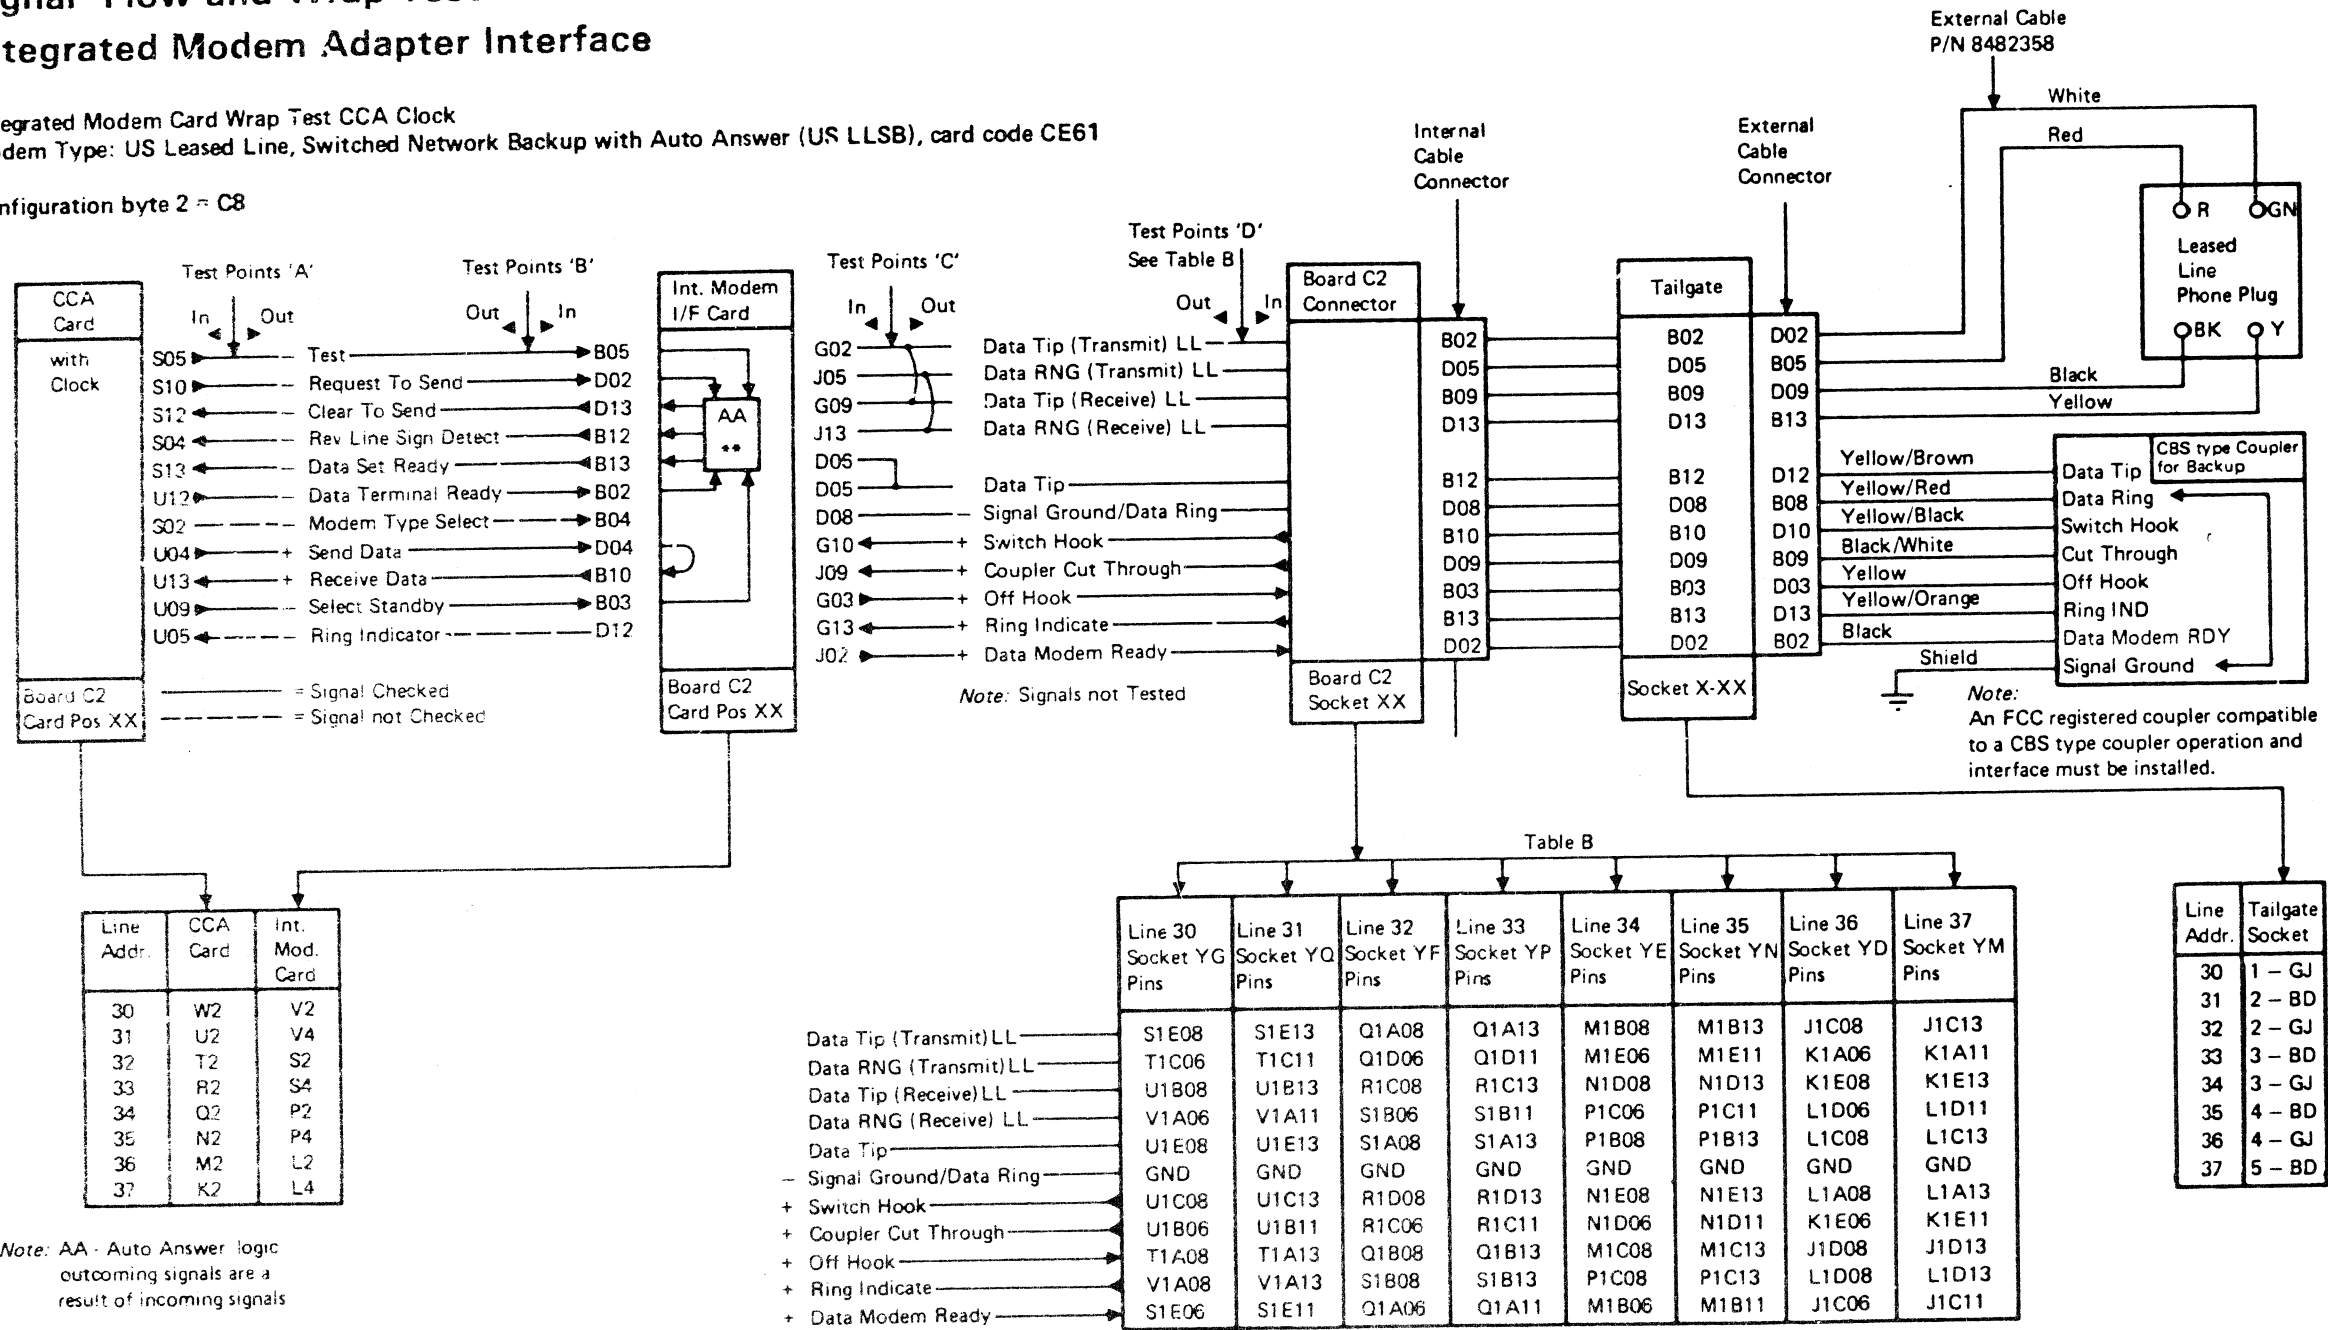 tegrated Modem Adapter Interface
External Cable
P/N 8482358
egrated Modem Card Wrap Test CCA Clock
dem Type: US Leased Line, Switched Network Backup with Auto Answer (US LLSB), card code CE61
nfiguration byte 2 = C8
Internal
Cable
Connector
External
Cable
Connector
White
Red
R GN
Leased
Line
Phone Plug
BK Y
Black
Yellow
Test Points 'A'
In Out
Test Points 'B'
Out In
Test Points 'C'
In Out
Test Points 'D'
See Table B
Out In
CCA
Card
with
Clock
Board C2
Card Pos XX
S05 – Test B05
S10 – Request To Send D02
S12 – Clear To Send D13
S04 – Rev Line Sign Detect B12
S13 – Data Set Ready B13
U12 – Data Terminal Ready B02
S02 – Modem Type Select B04
U04 + Send Data D04
U13 + Receive Data B10
U09 – Select Standby B03
U05 – Ring Indicator D12
= Signal Checked
= Signal not Checked
Int. Modem
I/F Card
AA
**
Board C2
Card Pos XX
G02 Data Tip (Transmit) LL
J05 Data RNG (Transmit) LL
G09 Data Tip (Receive) LL
J13 Data RNG (Receive) LL
D06
D05 Data Tip
D08 – Signal Ground/Data Ring
G10 + Switch Hook
J09 + Coupler Cut Through
G03 + Off Hook
G13 + Ring Indicate
J02 + Data Modem Ready
Note: Signals not Tested
Board C2
Connector
Board C2
Socket XX
Tailgate
B02 B02 D02
D05 D05 B05
B09 B09 D09
D13 D13 B13
B12 B12 D12
D08 D08 B08
B10 B10 D10
D09 D09 B09
B03 B03 D03
B13 B13 D13
D02 D02 B02
Socket X-XX
Yellow/Brown
Yellow/Red
Yellow/Black
Black/White
Yellow
Yellow/Orange
Black
Shield
CBS type Coupler
for Backup
Data Tip
Data Ring
Switch Hook
Cut Through
Off Hook
Ring IND
Data Modem RDY
Signal Ground
Note:
An FCC registered coupler compatible
to a CBS type coupler operation and
interface must be installed.
Line Addr. CCA Card Int. Mod. Card
30 W2 V2
31 U2 V4
32 T2 S2
33 R2 S4
34 Q2 P2
35 N2 P4
36 M2 L2
37 K2 L4
Note: AA - Auto Answer logic
outcoming signals are a
result of incoming signals
Table B
Line 30 Line 31 Line 32 Line 33 Line 34 Line 35 Line 36 Line 37
Socket YG Socket YQ Socket YF Socket YP Socket YE Socket YN Socket YD Socket YM
Pins Pins Pins Pins Pins Pins Pins Pins
Data Tip (Transmit) LL S1E08 S1E13 Q1A08 Q1A13 M1B08 M1B13 J1C08 J1C13
Data RNG (Transmit) LL T1C06 T1C11 Q1D06 Q1D11 M1E06 M1E11 K1A06 K1A11
Data Tip (Receive) LL U1B08 U1B13 R1C08 R1C13 N1D08 N1D13 K1E08 K1E13
Data RNG (Receive) LL V1A06 V1A11 S1B06 S1B11 P1C06 P1C11 L1D06 L1D11
Data Tip U1E08 U1E13 S1A08 S1A13 P1B08 P1B13 L1C08 L1C13
– Signal Ground/Data Ring GND GND GND GND GND GND GND GND
+ Switch Hook U1C08 U1C13 R1D08 R1D13 N1E08 N1E13 L1A08 L1A13
+ Coupler Cut Through U1B06 U1B11 R1C06 R1C11 N1D06 N1D11 K1E06 K1E11
+ Off Hook T1A08 T1A13 Q1B08 Q1B13 M1C08 M1C13 J1D08 J1D13
+ Ring Indicate V1A08 V1A13 S1B08 S1B13 P1C08 P1C13 L1D08 L1D13
+ Data Modem Ready S1E06 S1E11 Q1A06 Q1A11 M1B06 M1B11 J1C06 J1C11
Line Addr. Tailgate Socket
30 1 – GJ
31 2 – BD
32 2 – GJ
33 3 – BD
34 3 – GJ
35 4 – BD
36 4 – GJ
37 5 – BD